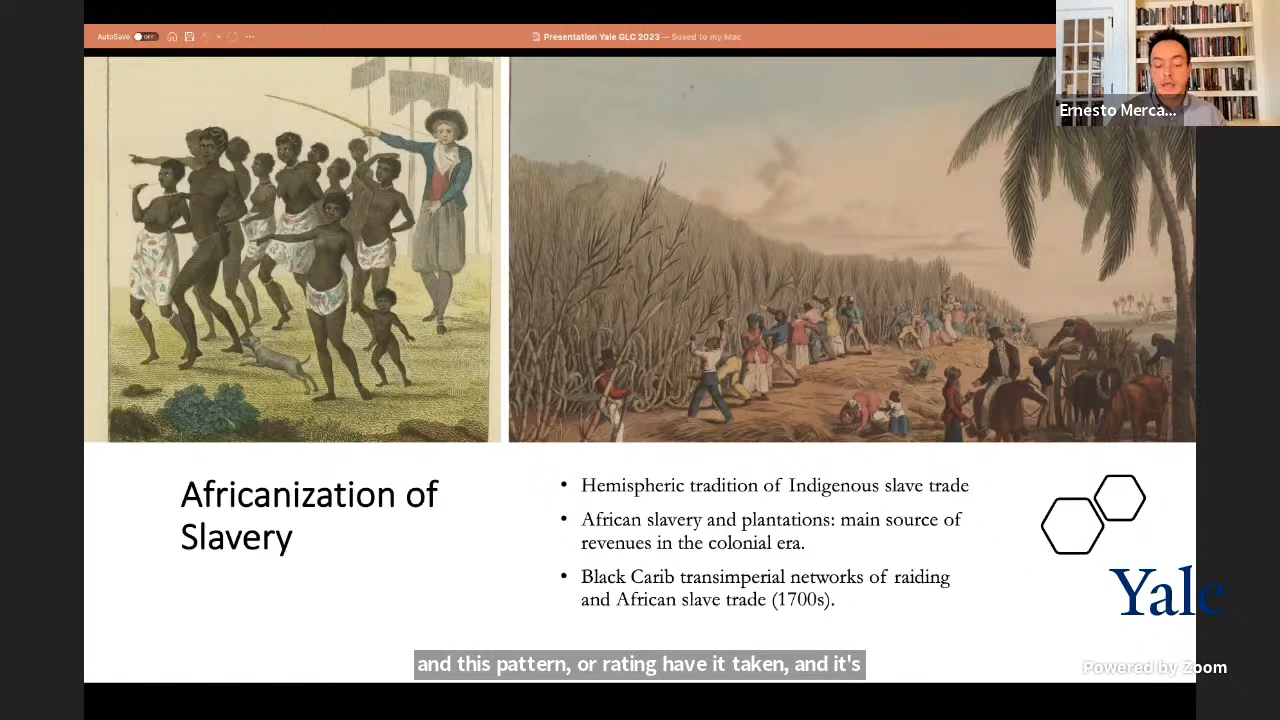 AutoSave OFF
Presentation Yale GLC 2023 — Saved to my Mac
Ernesto Merca...
Africanization of
Slavery
• Hemispheric tradition of Indigenous slave trade
• African slavery and plantations: main source of
revenues in the colonial era.
• Black Carib transimperial networks of raiding
and African slave trade (1700s).
Yale
and this pattern, or rating have it taken, and it's
Powered by Zoom